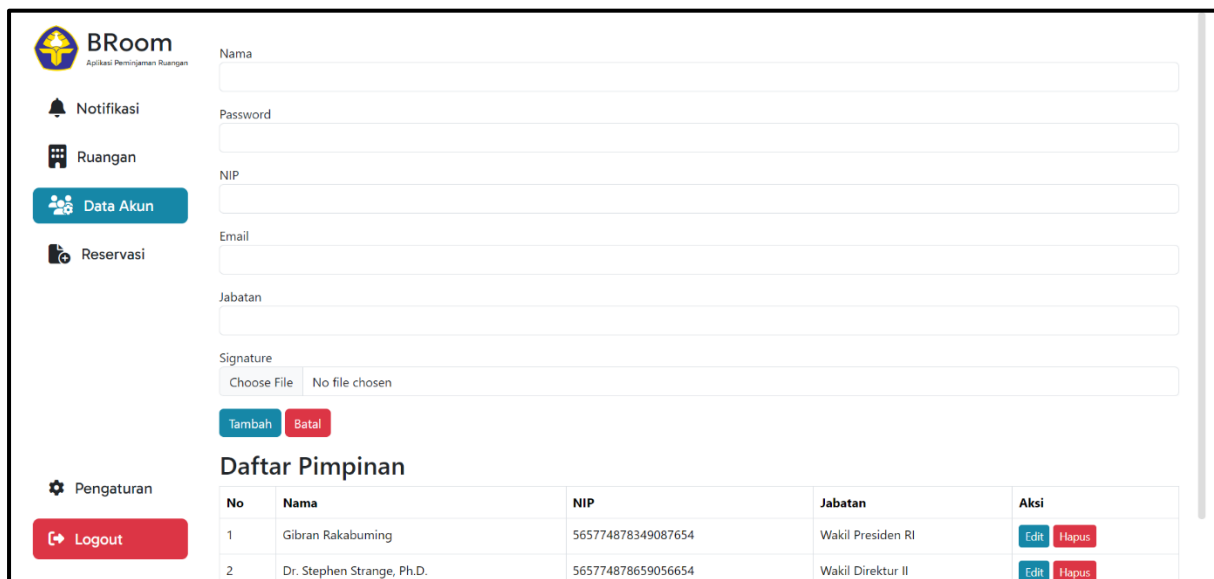 BRoom
Aplikasi Peminjaman Ruangan
Notifikasi
Ruangan
Data Akun
Reservasi
Pengaturan
Logout
Nama
Password
NIP
Email
Jabatan
Signature
Choose File No file chosen
Tambah Batal
Daftar Pimpinan
No Nama NIP Jabatan Aksi
1 Gibran Rakabuming 565774878349087654 Wakil Presiden RI Edit Hapus
2 Dr. Stephen Strange, Ph.D. 565774878659056654 Wakil Direktur II Edit Hapus